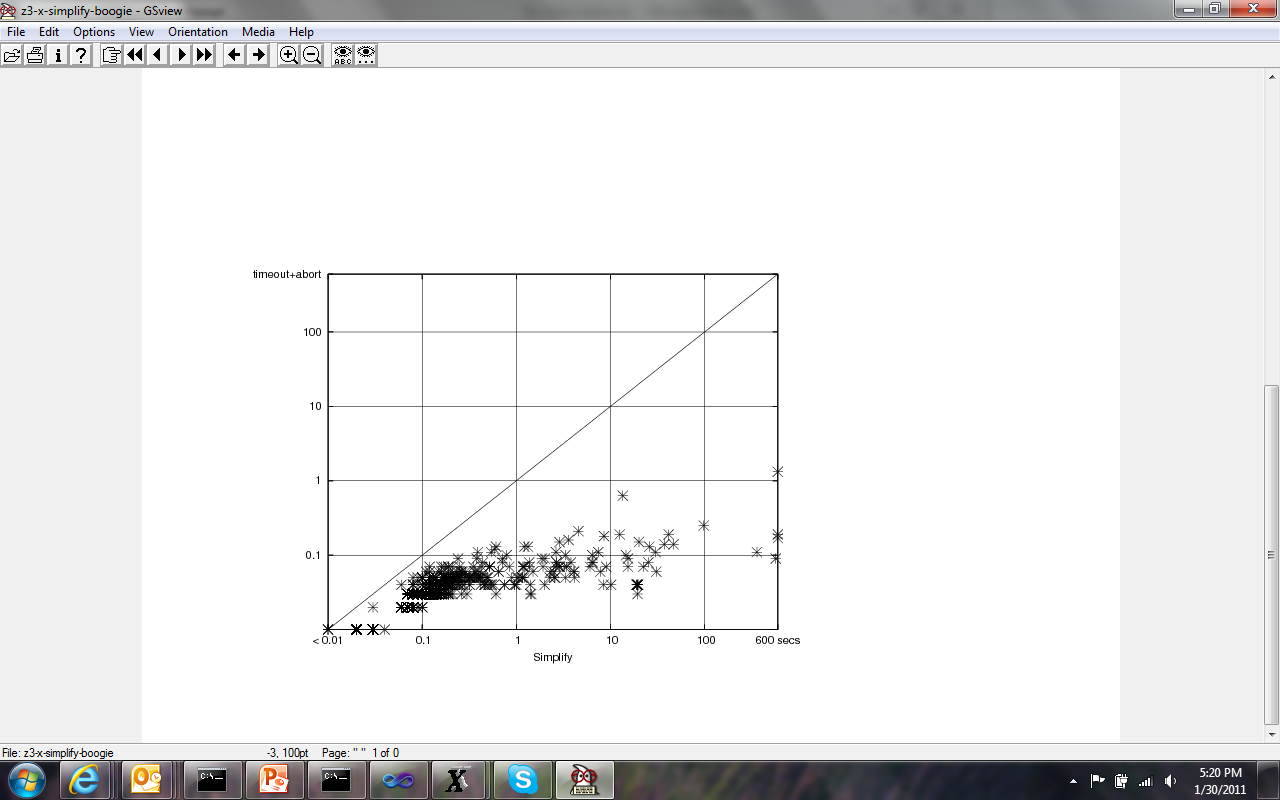 z3-x-simplify-boogie - GSview
File Edit Options View Orientation Media Help
ABC
timeout+abort
100
10
1
0.1
< 0.01 0.1 1 10 100 600 secs
Simplify
File: z3-x-simplify-boogie -3, 100pt Page: " " 1 of 0
C:\
C:\
5:20 PM
1/30/2011